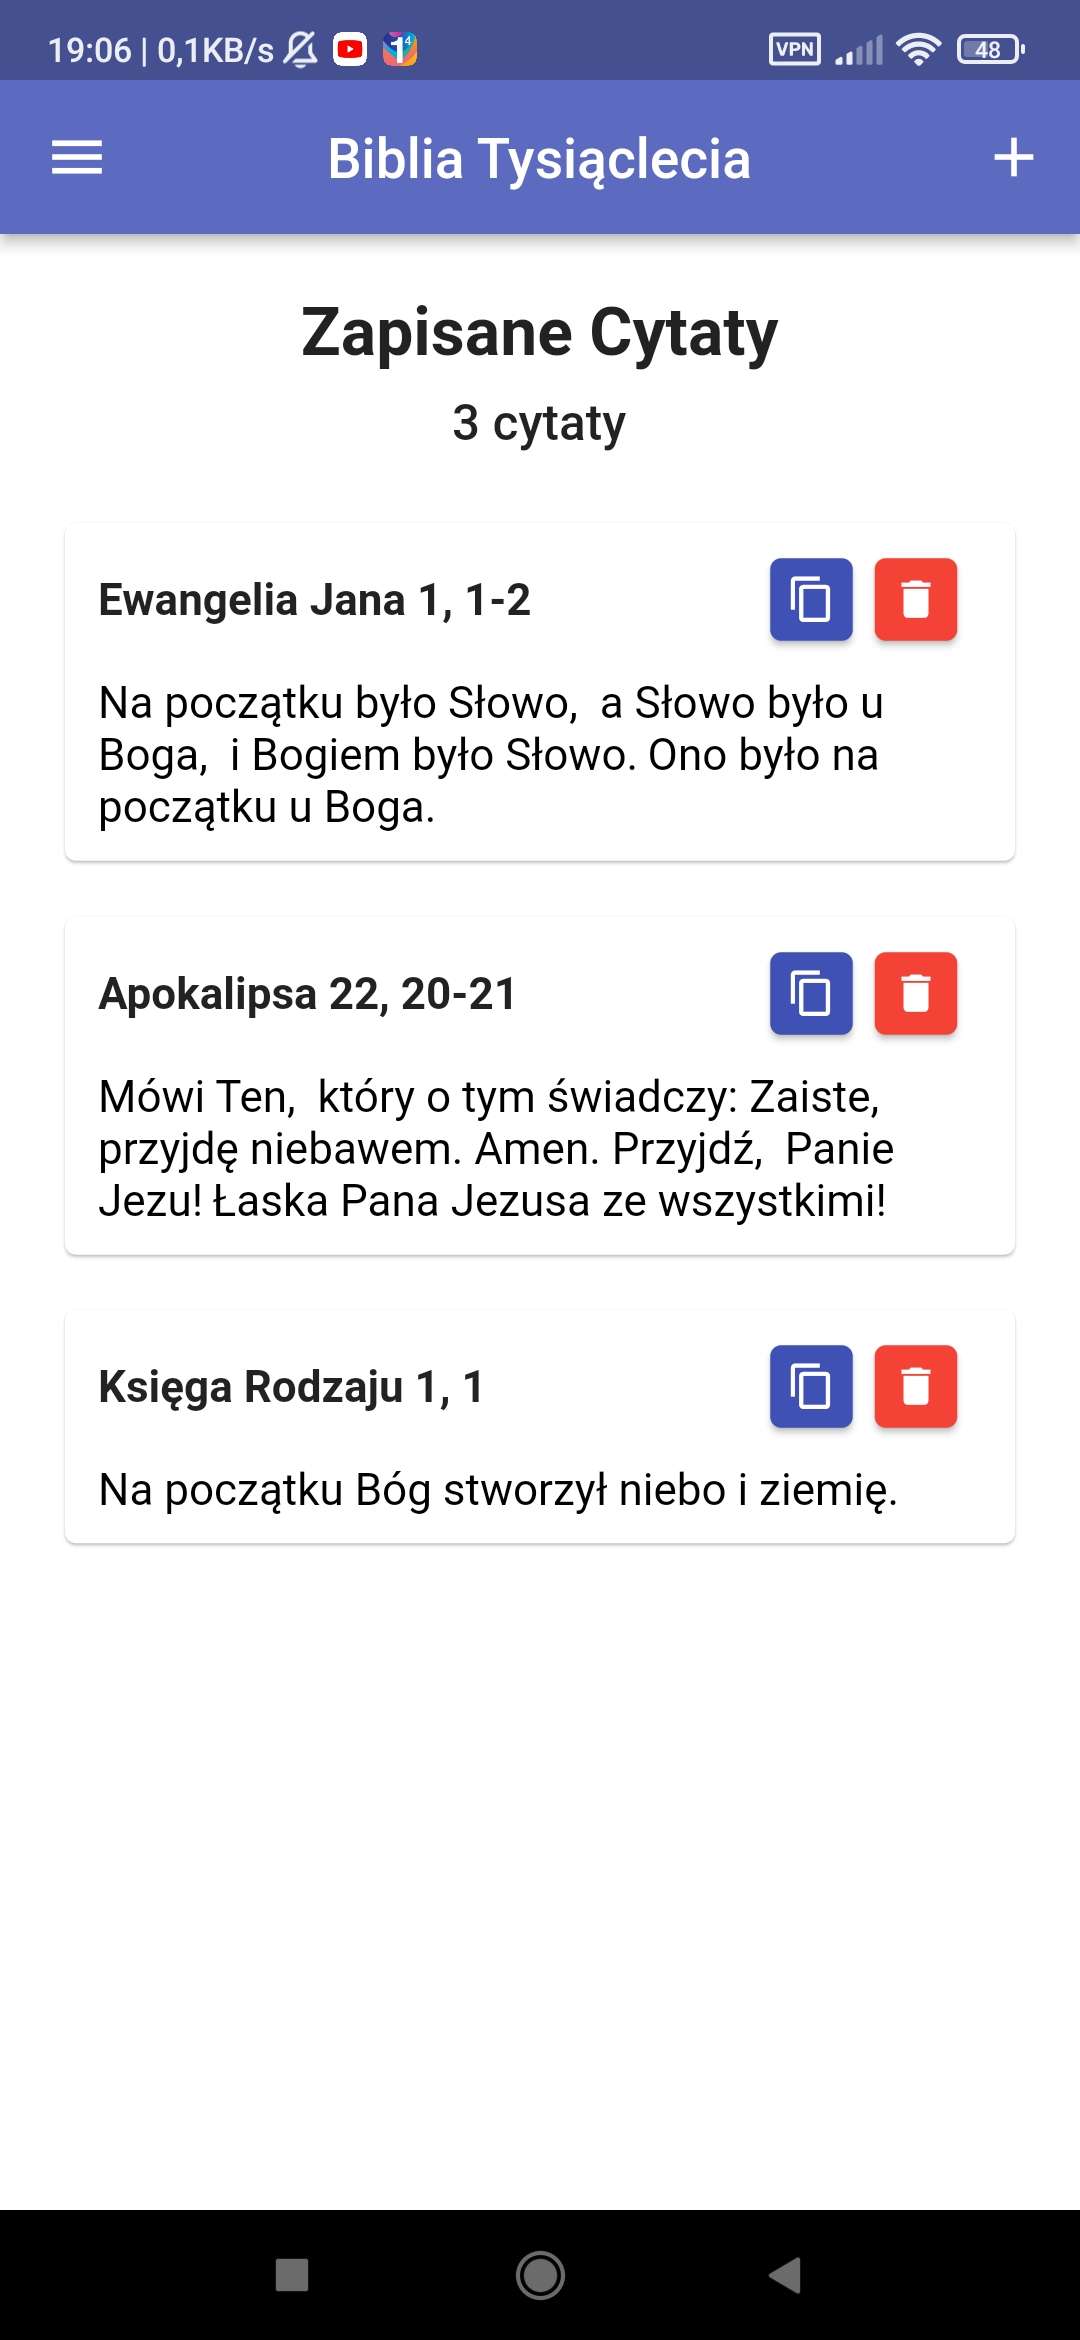 19:06 | 0,1KB/s
VPN
48
Biblia Tysiąclecia
Zapisane Cytaty
3 cytaty
Ewangelia Jana 1, 1-2
Na początku było Słowo,  a Słowo było u
Boga,  i Bogiem było Słowo. Ono było na
początku u Boga.
Apokalipsa 22, 20-21
Mówi Ten,  który o tym świadczy: Zaiste,
przyjdę niebawem. Amen. Przyjdź,  Panie
Jezu! Łaska Pana Jezusa ze wszystkimi!
Księga Rodzaju 1, 1
Na początku Bóg stworzył niebo i ziemię.